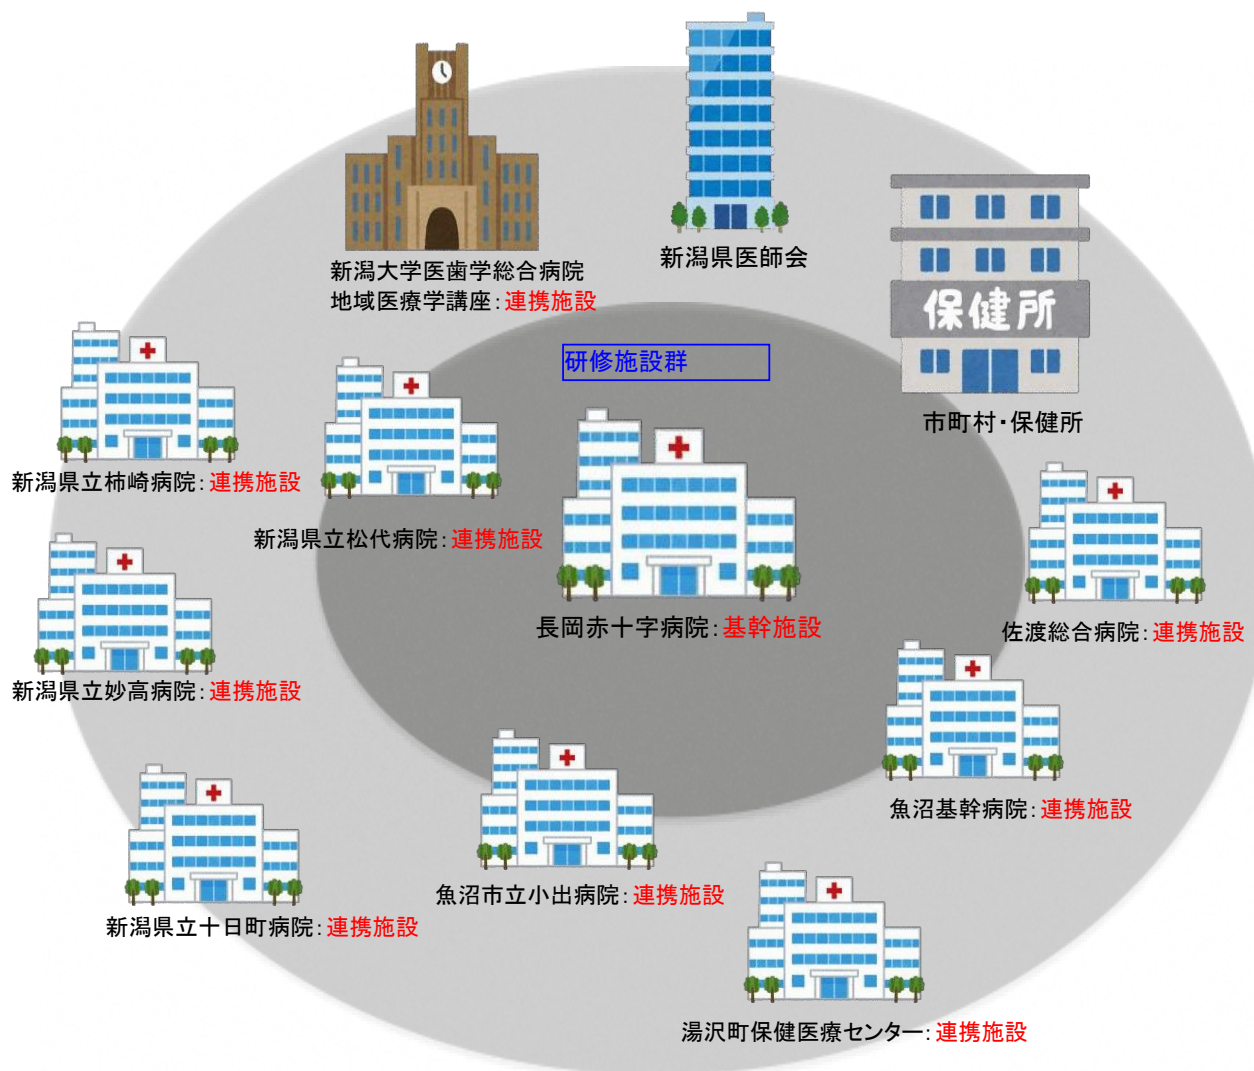 新潟県医師会
新潟大学医歯学総合病院
地域医療学講座：連携施設
保健所
市町村・保健所
研修施設群
新潟県立柿崎病院：連携施設
新潟県立松代病院：連携施設
長岡赤十字病院：基幹施設
佐渡総合病院：連携施設
新潟県立妙高病院：連携施設
魚沼基幹病院：連携施設
魚沼市立小出病院：連携施設
新潟県立十日町病院：連携施設
湯沢町保健医療センター：連携施設